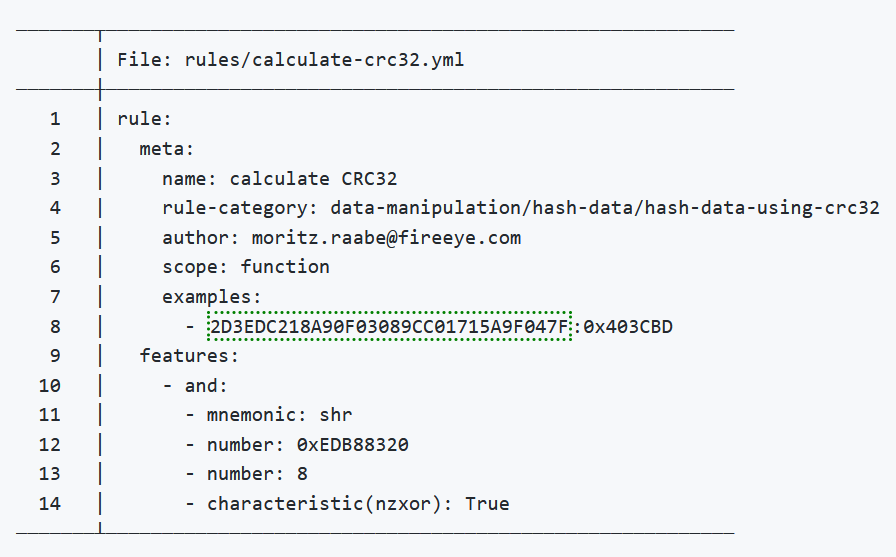 File: rules/calculate-crc32.yml
1 rule:
2 meta:
3 name: calculate CRC32
4 rule-category: data-manipulation/hash-data/hash-data-using-crc32
5 author: moritz.raabe@fireeye.com
6 scope: function
7 examples:
8 - 2D3EDC218A90F03089CC01715A9F047F:0x403CBD
9 features:
10 - and:
11 - mnemonic: shr
12 - number: 0xEDB88320
13 - number: 8
14 - characteristic(nzxor): True